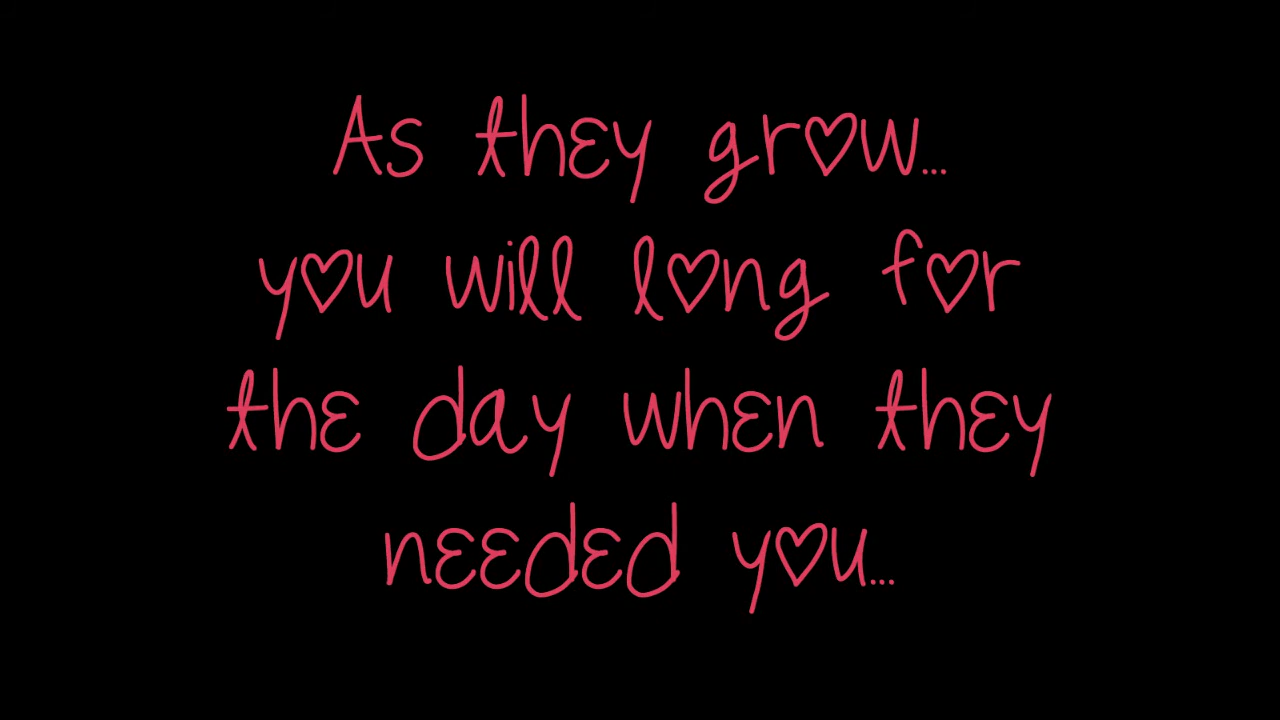 As they grow...
you will long for
the day when they
needed you...